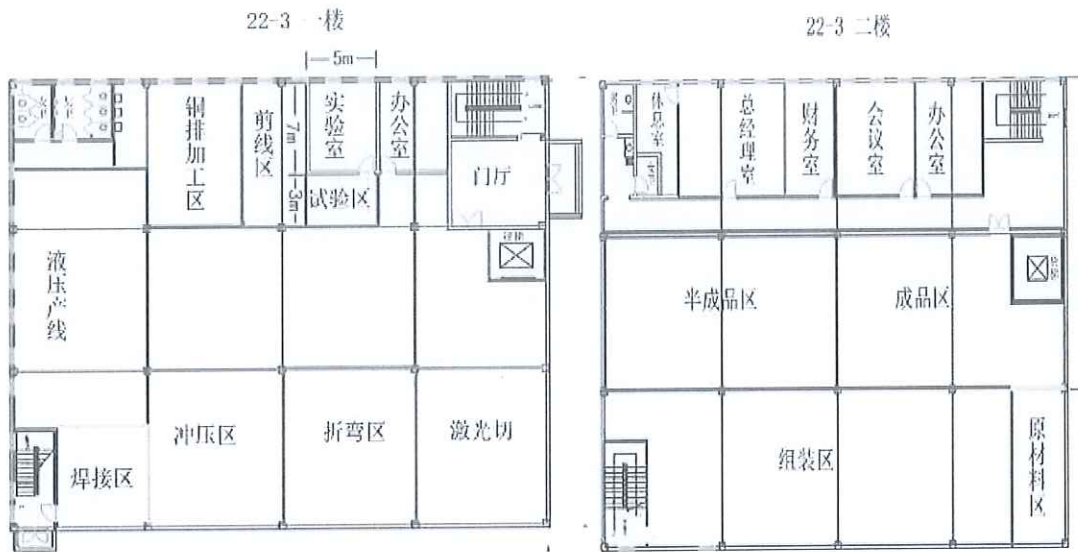 22-3 一楼
5m
铜排加工区
剪线区
7m
3m
实验室
办公室
试验区
门厅
液压产线
焊接区
冲压区
折弯区
激光切
22-3 二楼
休息室
总经理室
财务室
会议室
办公室
半成品区
成品区
组装区
原材料区